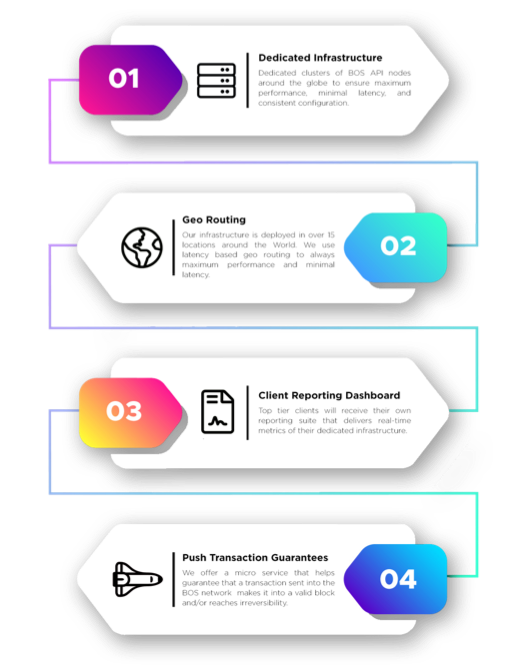 01
Dedicated Infrastructure
Dedicated clusters of BOS API nodes
around the globe to ensure maximum
performance, minimal latency, and
consistent configuration.
Geo Routing
Our infrastructure is deployed in over 15
locations around the World. We use
latency based geo routing to always
maximum performance and minimal
latency.
02
03
Client Reporting Dashboard
Top tier clients will receive their own
reporting suite that delivers real-time
metrics of their dedicated infrastructure.
Push Transaction Guarantees
We offer a micro service that helps
guarantee that a transaction sent into the
BOS network makes it into a valid block
and/or reaches irreversibility.
04